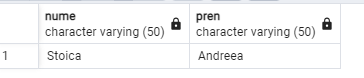 nume pren
character varying (50) character varying (50)
1 Stoica Andreea